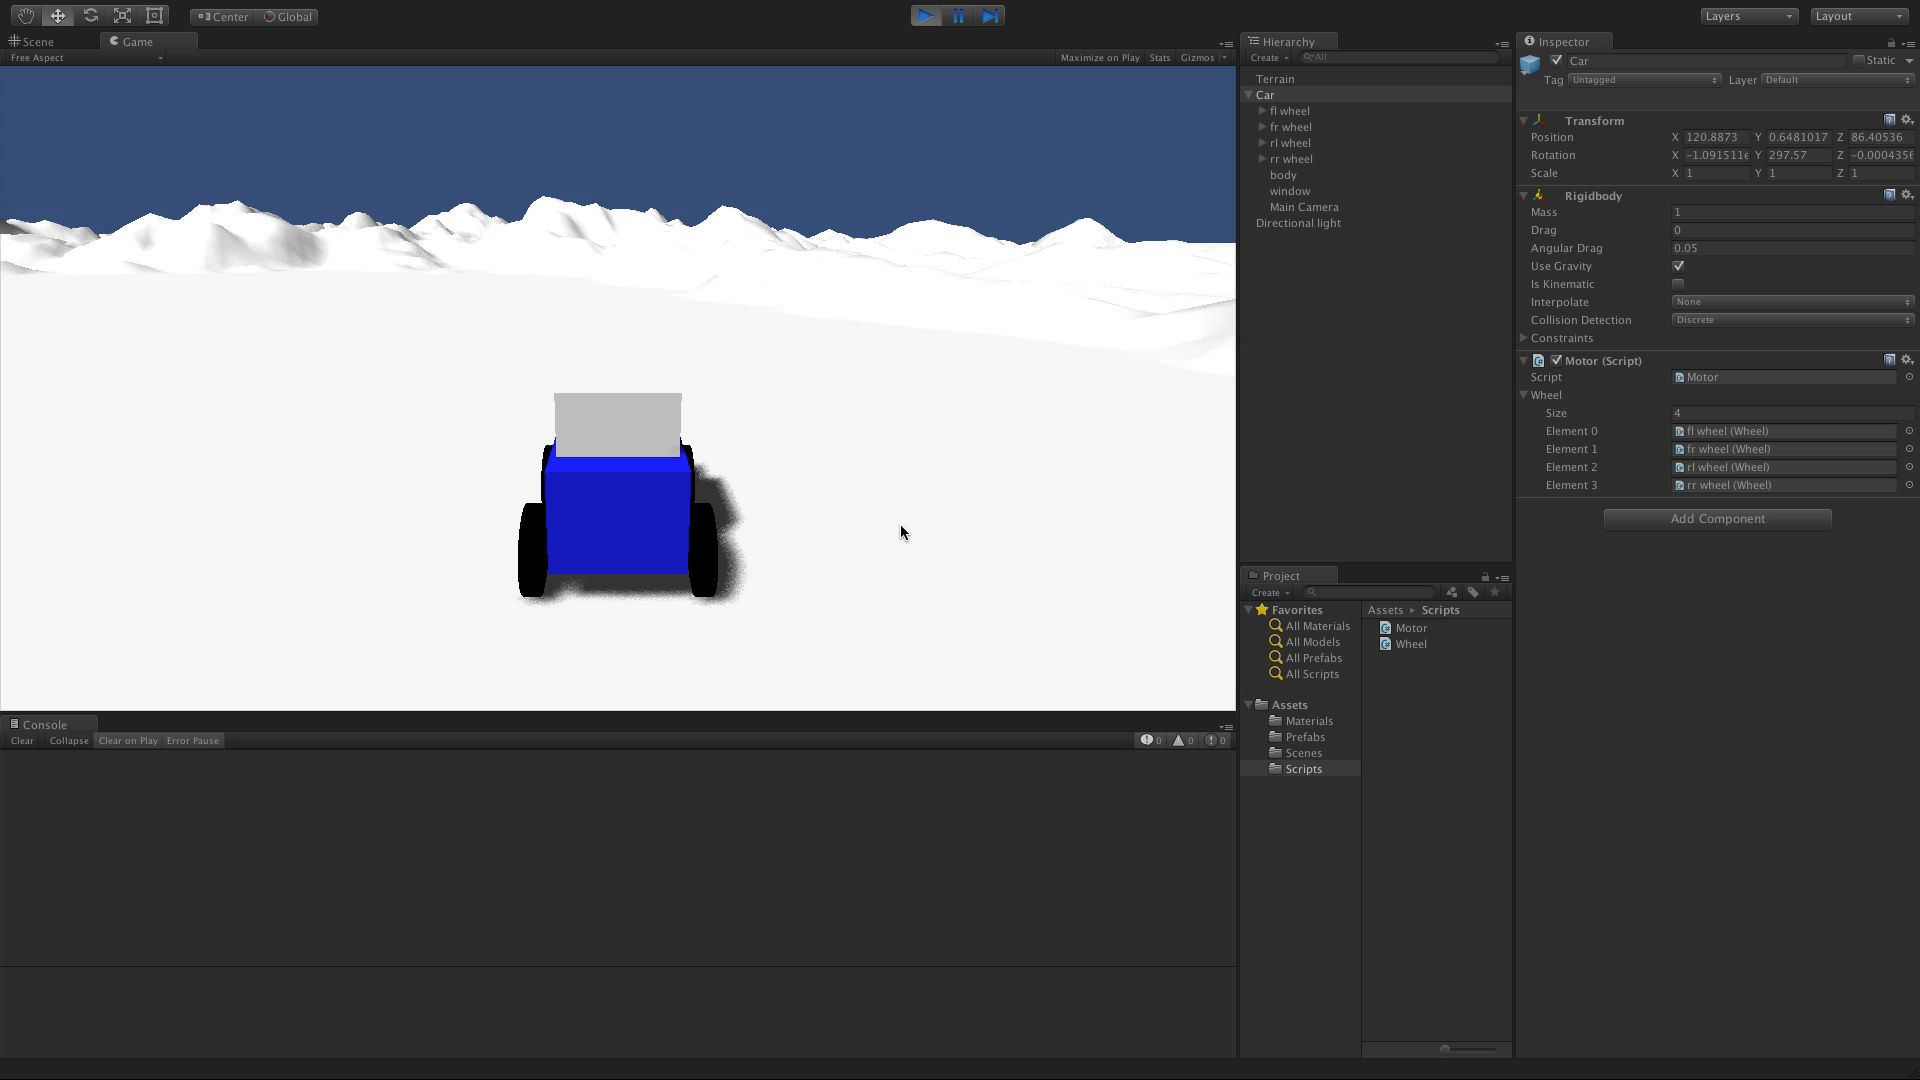 Center Global
Layers Layout
Scene Game
Free Aspect Maximize on Play Stats Gizmos
Console
Clear Collapse Clear on Play Error Pause 0 0 0
Hierarchy
Create All
Terrain
Car
fl wheel
fr wheel
rl wheel
rr wheel
body
window
Main Camera
Directional light
Project
Create
Favorites
All Materials
All Models
All Prefabs
All Scripts
Assets
Materials
Prefabs
Scenes
Scripts
Assets Scripts
Motor
Wheel
Inspector
Car Static
Tag Untagged Layer Default
Transform
Position X 120.8873 Y 0.6481017 Z 86.40536
Rotation X -1.091511e Y 297.57 Z -0.0004356
Scale X 1 Y 1 Z 1
Rigidbody
Mass 1
Drag 0
Angular Drag 0.05
Use Gravity
Is Kinematic
Interpolate None
Collision Detection Discrete
Constraints
Motor (Script)
Script Motor
Wheel
Size 4
Element 0 fl wheel (Wheel)
Element 1 fr wheel (Wheel)
Element 2 rl wheel (Wheel)
Element 3 rr wheel (Wheel)
Add Component